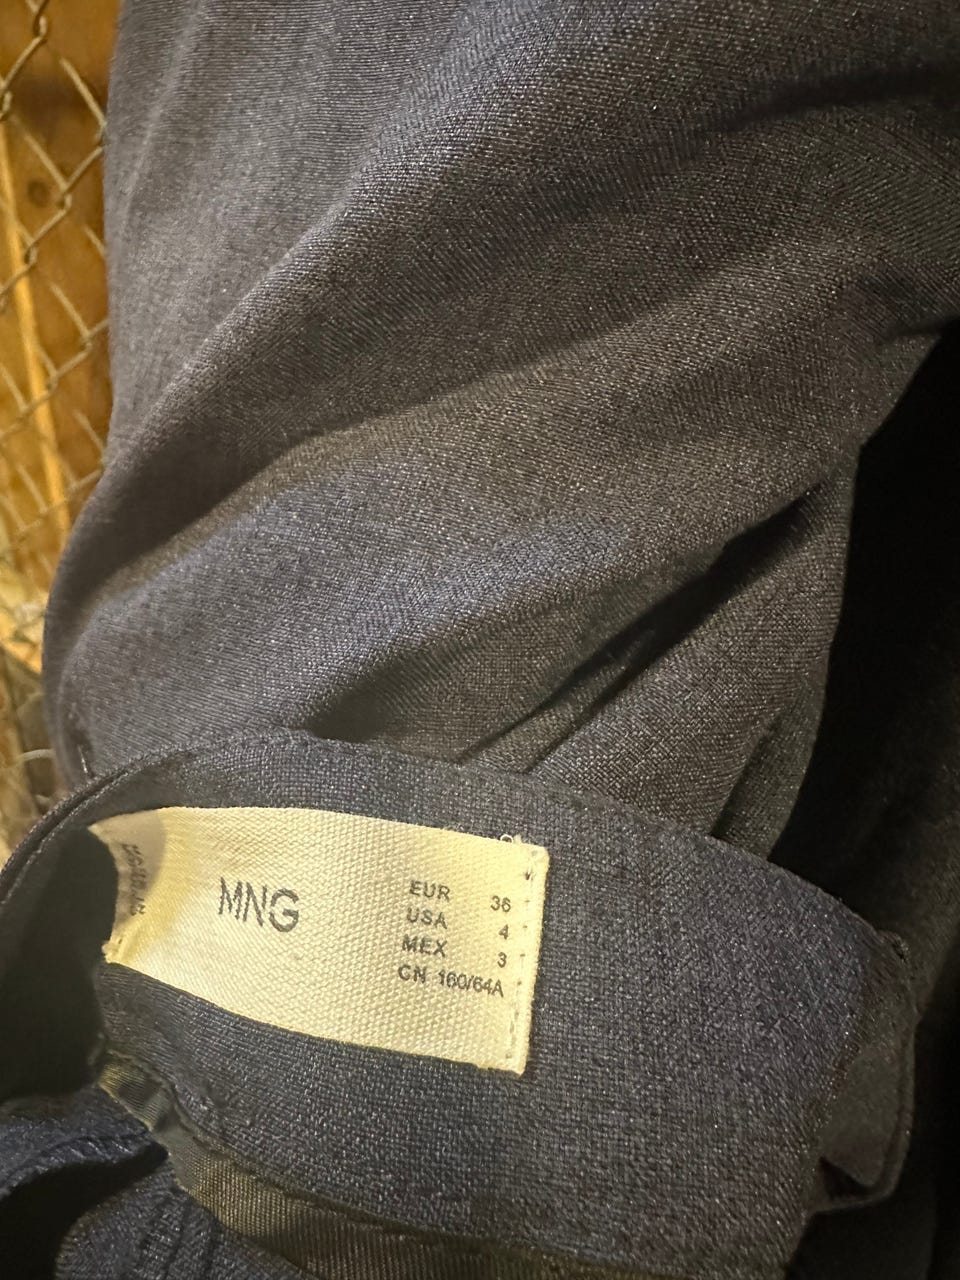 MNG
EUR 36
USA 4
MEX 3
CN 160/64A